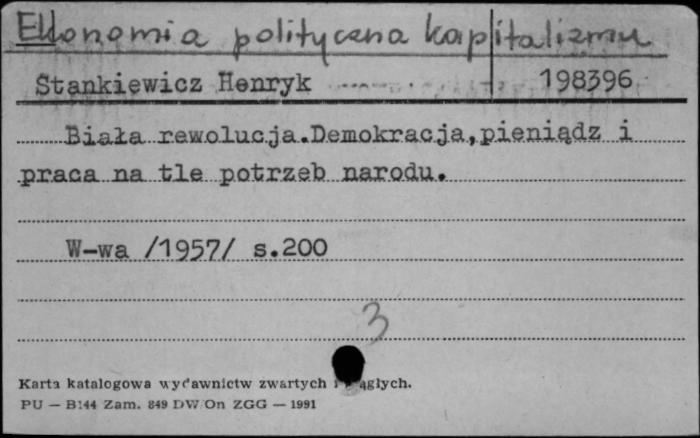 Ekonomia polityczna kapitalizmu
Stankiewicz Henryk 198396
Biała rewolucja.Demokracja,pieniądz i
praca na tle potrzeb narodu.
W-wa /1957/ s.200
3
Karta katalogowa wydawnictw zwartych i ciągłych.
PU — B144 Zam. 849 DW On ZGG — 1991